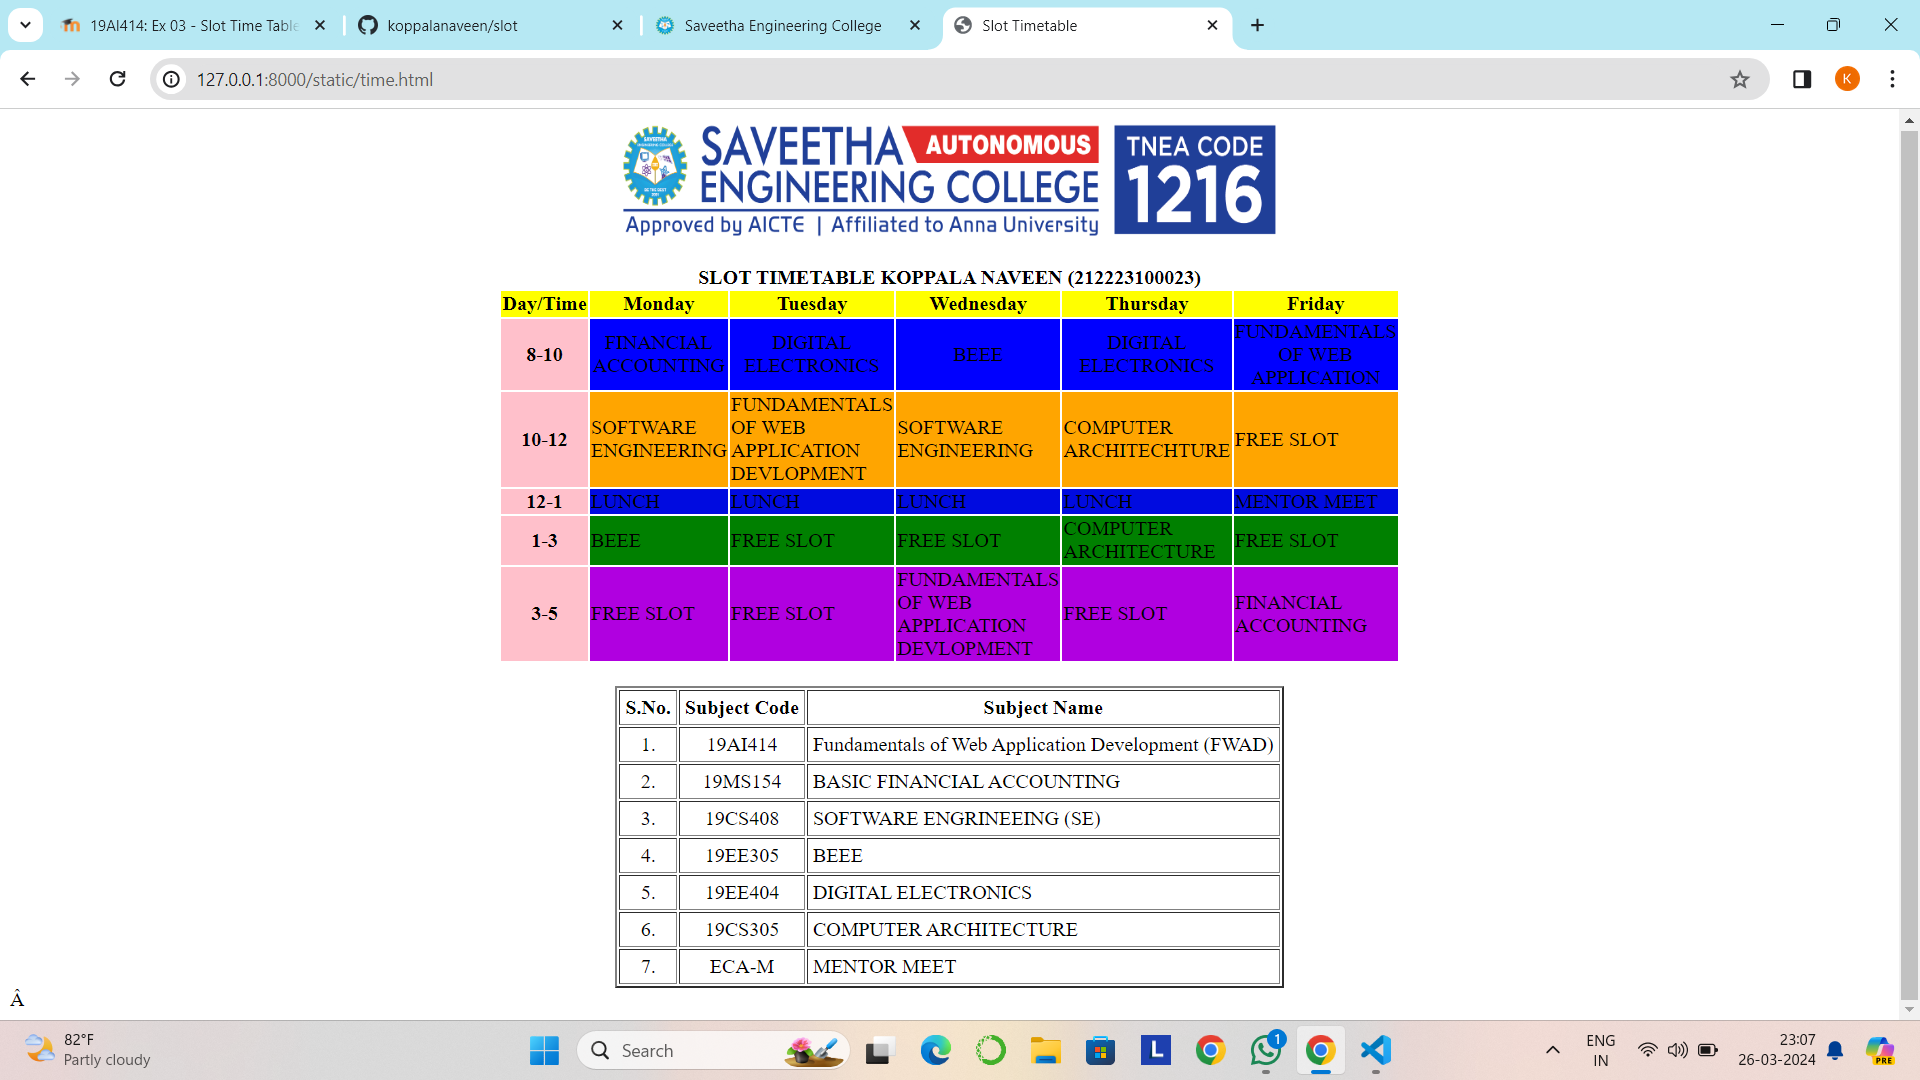 19AI414: Ex 03 - Slot Time Table
koppalanaveen/slot
Saveetha Engineering College
Slot Timetable
127.0.0.1:8000/static/time.html
K
SAVEETHA AUTONOMOUS
ENGINEERING COLLEGE
Approved by AICTE | Affiliated to Anna University
TNEA CODE
1216
SLOT TIMETABLE KOPPALA NAVEEN (212223100023)
Day/Time Monday Tuesday Wednesday Thursday Friday
8-10 FINANCIAL ACCOUNTING DIGITAL ELECTRONICS BEEE DIGITAL ELECTRONICS FUNDAMENTALS OF WEB APPLICATION
10-12 SOFTWARE ENGINEERING FUNDAMENTALS OF WEB APPLICATION DEVLOPMENT SOFTWARE ENGINEERING COMPUTER ARCHITECHTURE FREE SLOT
12-1 LUNCH LUNCH LUNCH LUNCH MENTOR MEET
1-3 BEEE FREE SLOT FREE SLOT COMPUTER ARCHITECTURE FREE SLOT
3-5 FREE SLOT FREE SLOT FUNDAMENTALS OF WEB APPLICATION DEVLOPMENT FREE SLOT FINANCIAL ACCOUNTING
S.No. Subject Code Subject Name
1. 19AI414 Fundamentals of Web Application Development (FWAD)
2. 19MS154 BASIC FINANCIAL ACCOUNTING
3. 19CS408 SOFTWARE ENGRINEEING (SE)
4. 19EE305 BEEE
5. 19EE404 DIGITAL ELECTRONICS
6. 19CS305 COMPUTER ARCHITECTURE
7. ECA-M MENTOR MEET
Â
82°F
Partly cloudy
Search
L
1
ENG
IN
23:07
26-03-2024
PRE